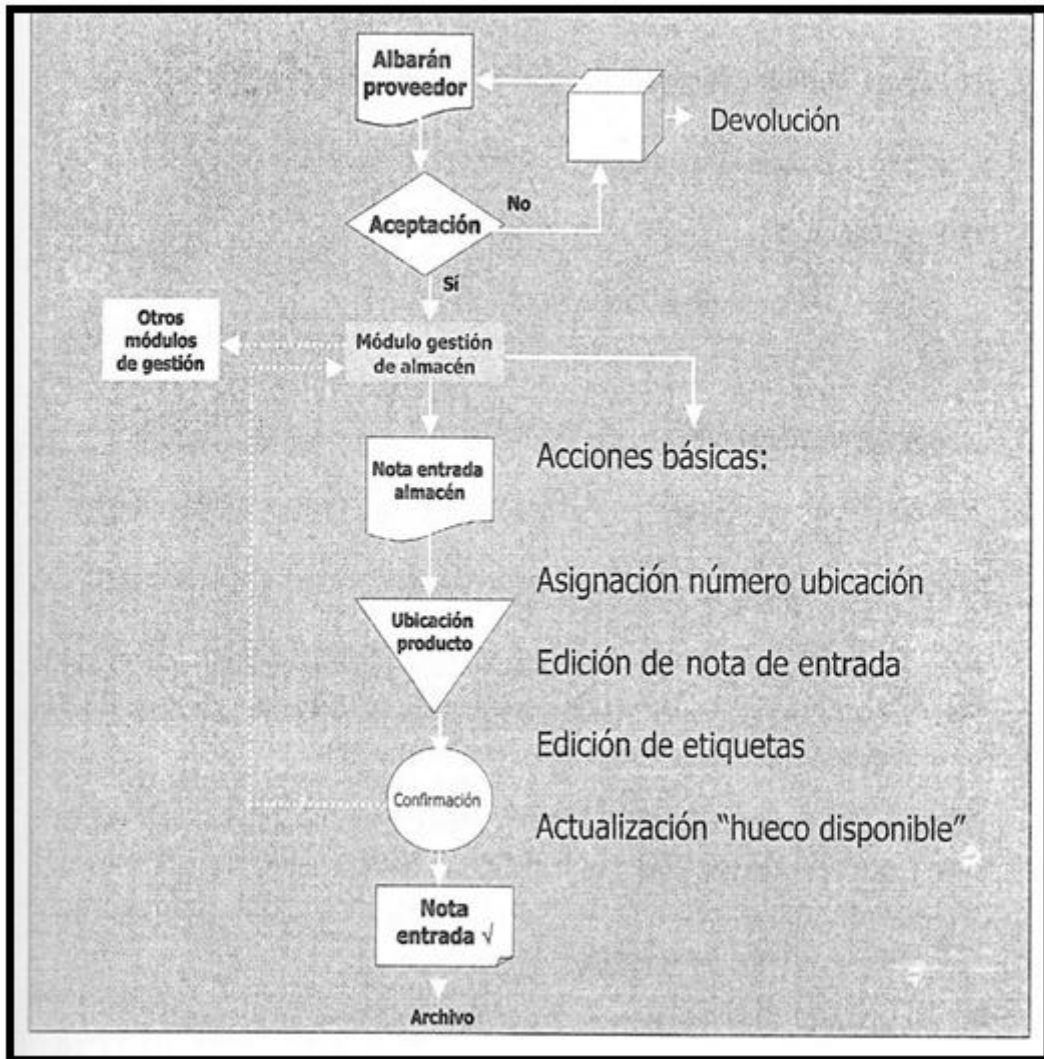 Albarán
proveedor
Devolución
Aceptación
No
Sí
Otros
módulos
de gestión
Módulo gestión
de almacén
Nota entrada
almacén
Acciones básicas:
Asignación número ubicación
Ubicación
producto
Edición de nota de entrada
Edición de etiquetas
Confirmación
Actualización “hueco disponible”
Nota
entrada √
Archivo